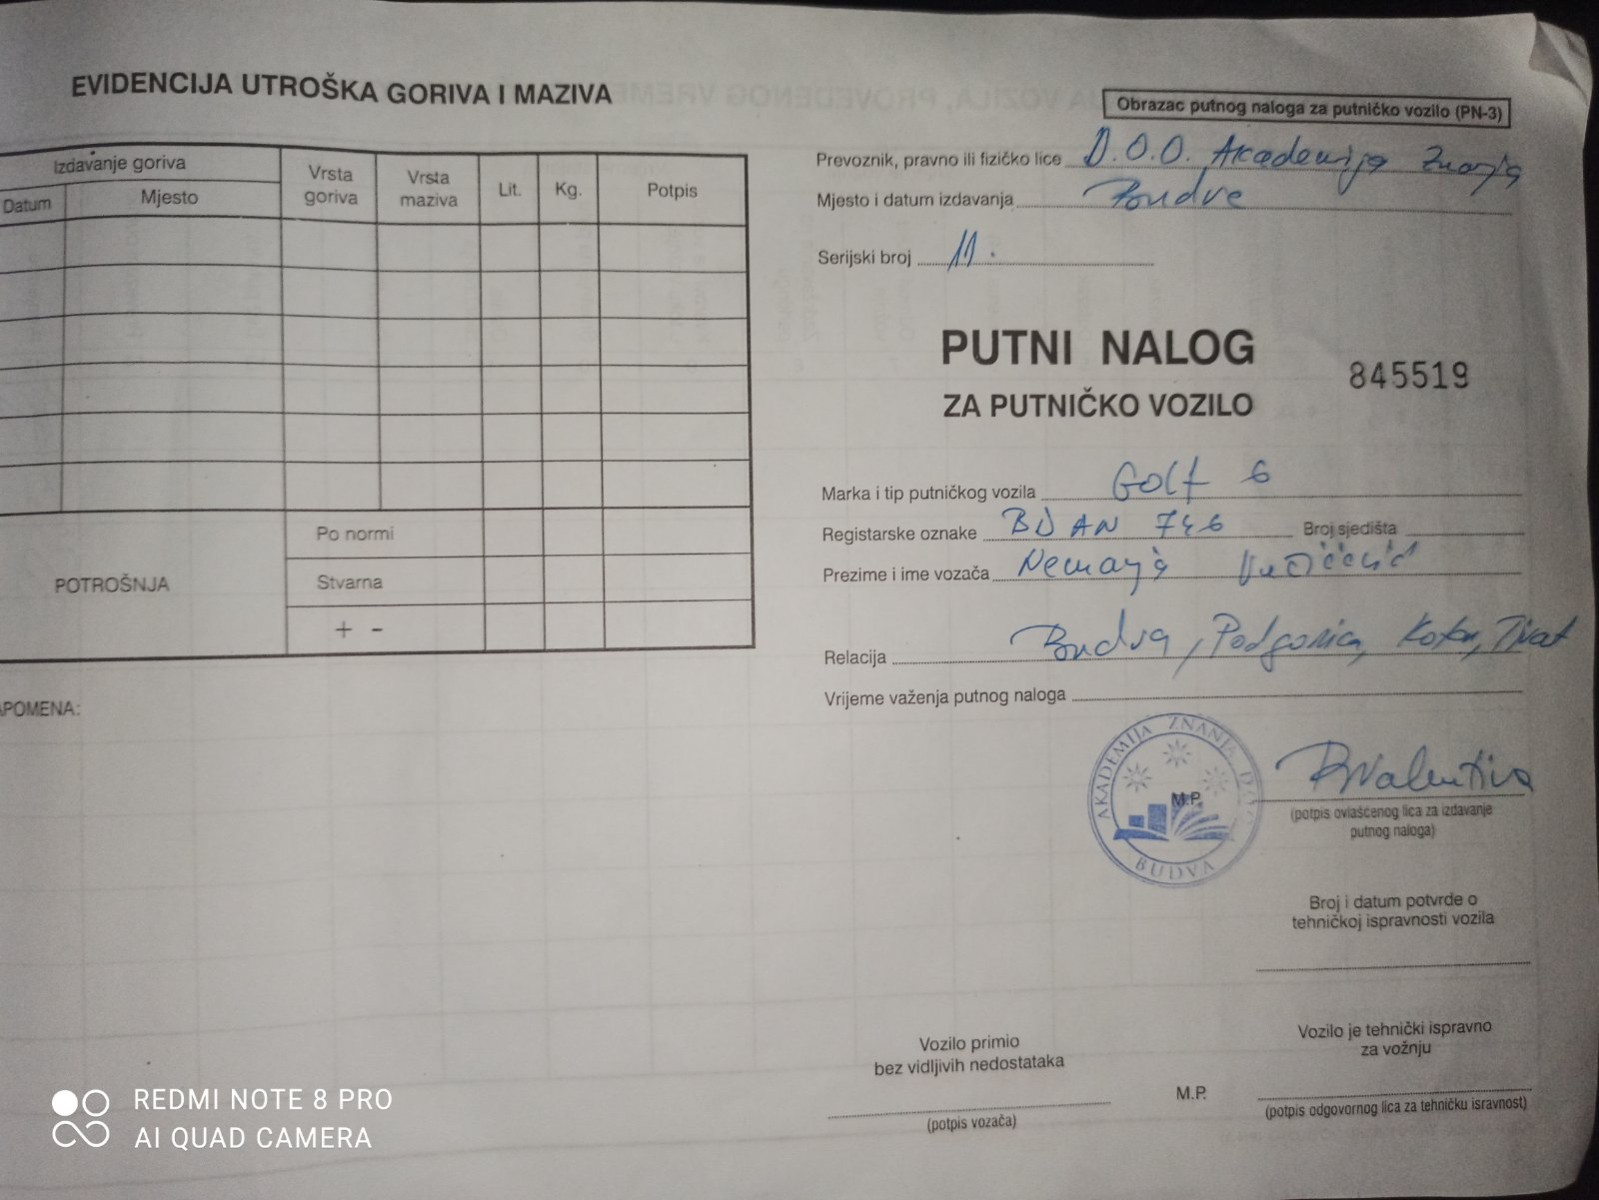 EVIDENCIJA UTROŠKA GORIVA I MAZIVA
Izdavanje goriva
Datum
Mjesto
Vrsta goriva
Vrsta maziva
Lit.
Kg.
Potpis
POTROŠNJA
Po normi
Stvarna
+ -
APOMENA:
Obrazac putnog naloga za putničko vozilo (PN-3)
Prevoznik, pravno ili fizičko lice D.O.O. Akademija Znanja
Mjesto i datum izdavanja Budve
Serijski broj 11.
PUTNI NALOG
845519
ZA PUTNIČKO VOZILO
Marka i tip putničkog vozila Golf 6
Registarske oznake BD AN 746 Broj sjedišta
Prezime i ime vozača Nemanja
Relacija Budva, Podgorica, Kotor, Tivat
Vrijeme važenja putnog naloga
AKADEMIJA ZNANJA DOO
BUDVA
M.P.
(potpis ovlašćenog lica za izdavanje
putnog naloga)
Broj i datum potvrde o
tehničkoj ispravnosti vozila
Vozilo primio
bez vidljivih nedostataka
(potpis vozača)
M.P.
Vozilo je tehnički ispravno
za vožnju
(potpis odgovornog lica za tehničku isravnost)
REDMI NOTE 8 PRO
AI QUAD CAMERA